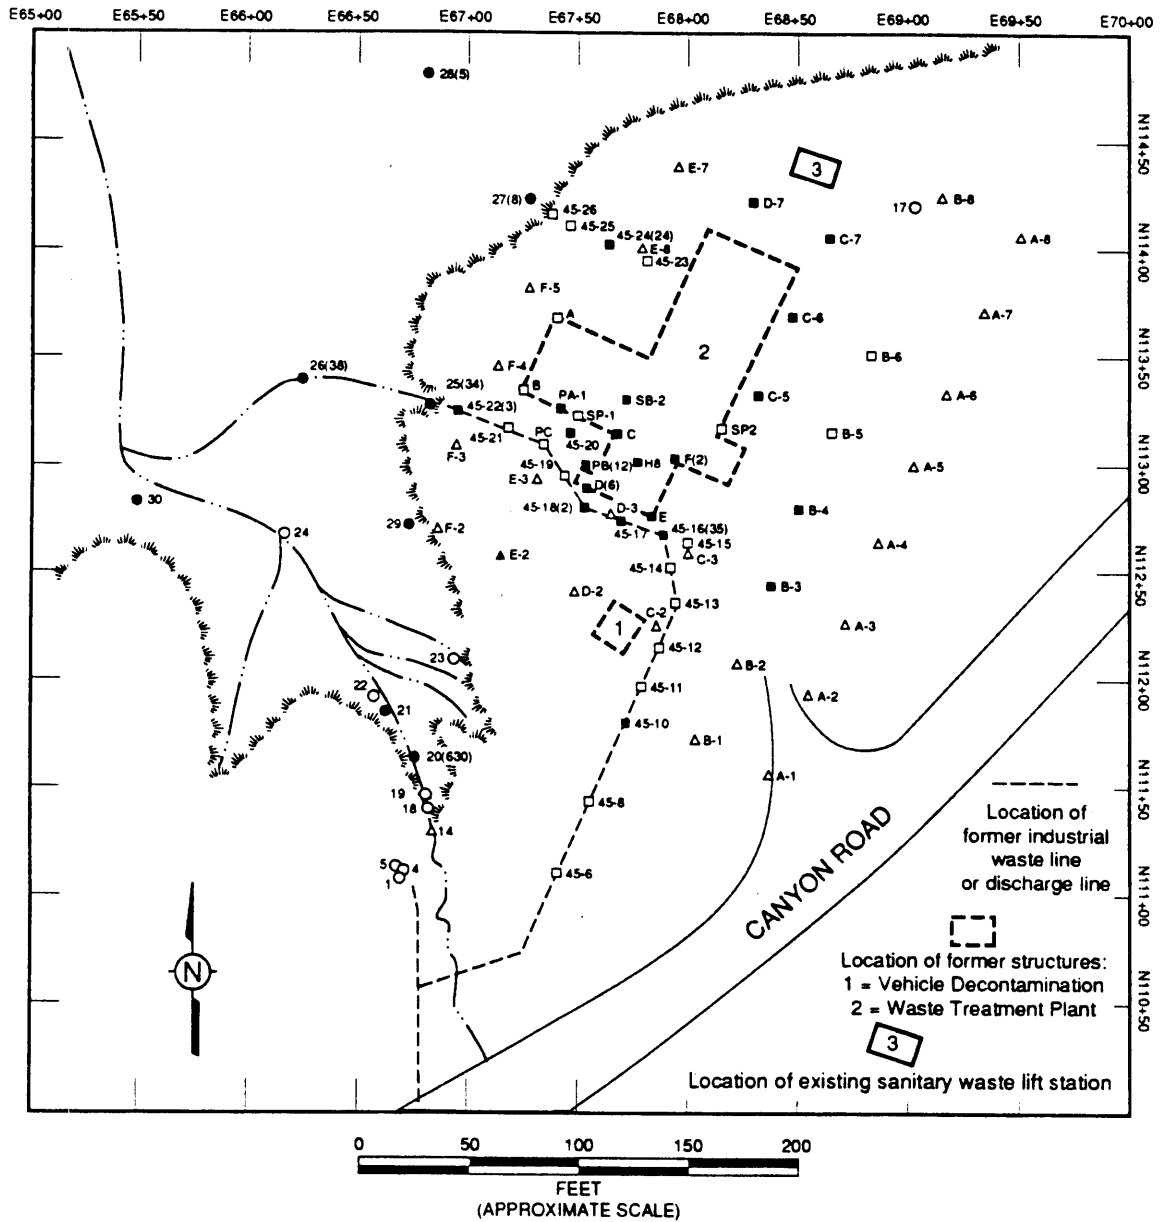 E65+00 E65+50 E66+00 E66+50 E67+00 E67+50 E68+00 E68+50 E69+00 E69+50 E70+00
28(5)
N114+50
E-7
3
27(8)
D-7
B-8
45-26
17
45-25
45-24(24)
C-7
A-8
E-8
45-23
N114+00
F-5
A
C-6
A-7
2
B-6
N113+50
F-4
26(38)
25(34)
B
PA-1
SB-2
C-5
A-6
45-22(3)
SP-1
45-21
PC
45-20
C
SP2
B-5
F-3
45-19
PB(12)
H8
F(2)
A-5
N113+00
E-3
D(6)
30
45-18(2)
D-3
E
B-4
29
F-2
45-17
45-16(35)
24
45-15
A-4
E-2
C-3
45-14
N112+50
D-2
B-3
45-13
C-2
1
A-3
45-12
23
B-2
22
45-11
A-2
N112+00
21
45-10
B-1
20(630)
A-1
19
45-8
N111+50
18
14
5
4
1
45-6
N111+00
CANYON ROAD
Location of
former industrial
waste line
or discharge line
N
Location of former structures:
1 = Vehicle Decontamination
2 = Waste Treatment Plant
N110+50
3
Location of existing sanitary waste lift station
0 50 100 150 200
FEET
(APPROXIMATE SCALE)